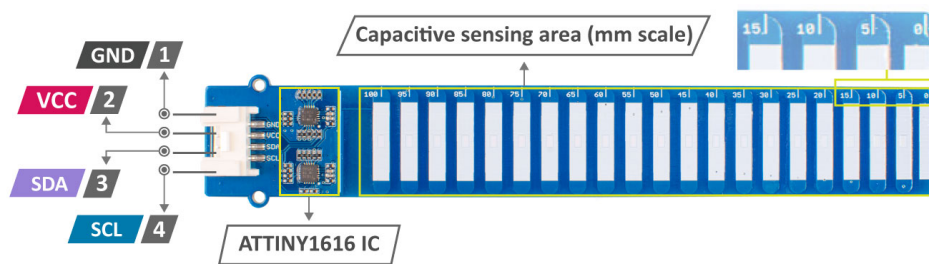 GND 1
VCC 2
SDA 3
SCL 4
Capacitive sensing area (mm scale)
15 10 5 0
GND
VCC
SDA
SCL
100 95 90 85 80 75 70 65 60 55 50 45 40 35 30 25 20 15 10 5 0
ATTINY1616 IC